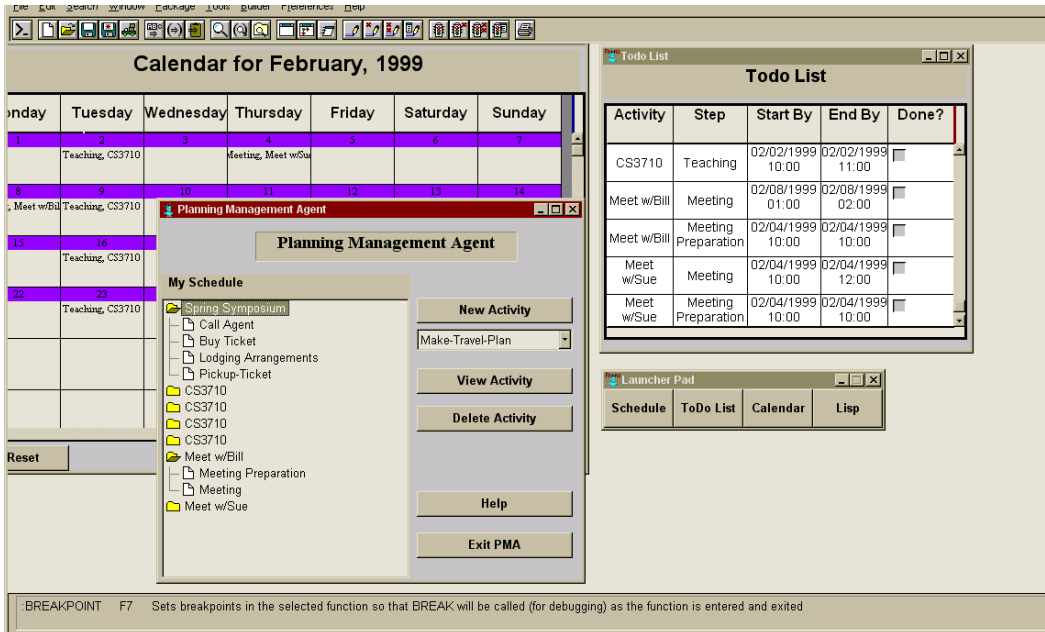 File Edit Search Window Package Tools Builder Preferences Help
Calendar for February, 1999
onday Tuesday Wednesday Thursday Friday Saturday Sunday
1 2 3 4 5 6 7
Teaching, CS3710 Meeting, Meet w/Sue
8 9 10 11 12 13 14
, Meet w/Bil Teaching, CS3710
15 16
Teaching, CS3710
22 23
Teaching, CS3710
Reset
Planning Management Agent
Planning Management Agent
My Schedule
Spring Symposium
Call Agent
Buy Ticket
Lodging Arrangements
Pickup-Ticket
CS3710
CS3710
CS3710
CS3710
Meet w/Bill
Meeting Preparation
Meeting
Meet w/Sue
New Activity
Make-Travel-Plan
View Activity
Delete Activity
Help
Exit PMA
Todo List
Todo List
Activity Step Start By End By Done?
CS3710 Teaching 02/02/1999 10:00 02/02/1999 11:00
Meet w/Bill Meeting 02/08/1999 01:00 02/08/1999 02:00
Meet w/Bill Meeting Preparation 02/04/1999 10:00 02/04/1999 10:00
Meet w/Sue Meeting 02/04/1999 10:00 02/04/1999 12:00
Meet w/Sue Meeting Preparation 02/04/1999 10:00 02/04/1999 10:00
Launcher Pad
Schedule ToDo List Calendar Lisp
:BREAKPOINT F7 Sets breakpoints in the selected function so that BREAK will be called (for debugging) as the function is entered and exited